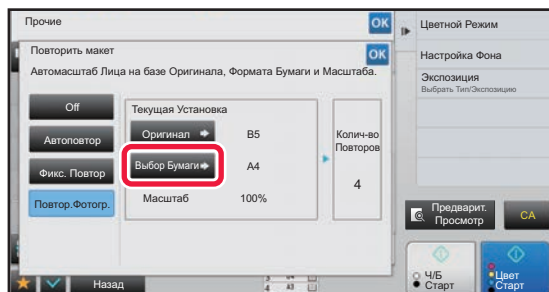 Прочие
OK
Повторить макет
OK
Автомасштаб Лица на базе Оригинала, Формата Бумаги и Масштаба.
Off
Автоповтор
Фикс. Повтор
Повтор.Фотогр.
Текущая Установка
Оригинал
B5
Выбор Бумаги
A4
Масштаб
100%
Колич-во
Повторов
4
Назад
4 A3
Цветной Режим
Настройка Фона
Экспозиция
Выбрать Тип/Экспозицию
Предварит.
Просмотр
CA
Ч/Б
Старт
Цвет
Старт